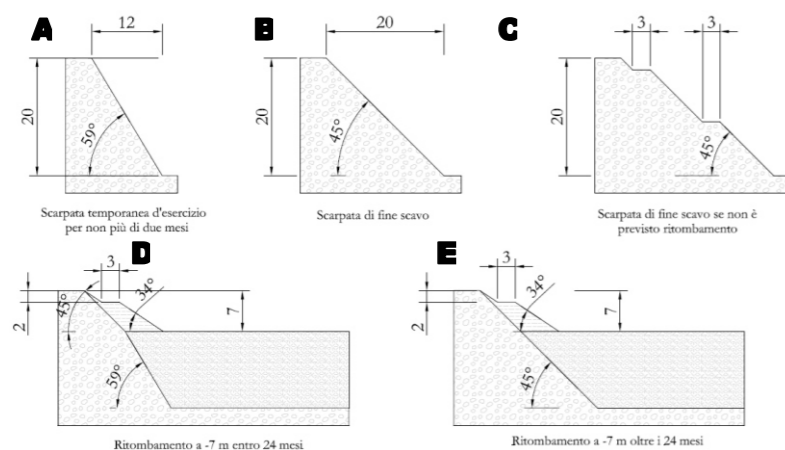 A
12
B
20
C
3
3
20
59°
20
45°
20
45°
Scarpata temporanea d'esercizio
per non più di due mesi
Scarpata di fine scavo
Scarpata di fine scavo se non è
previsto ritombamento
D
3
E
3
2
45°
34°
7
59°
2
34°
7
45°
Ritombamento a -7 m entro 24 mesi
Ritombamento a -7 m oltre i 24 mesi